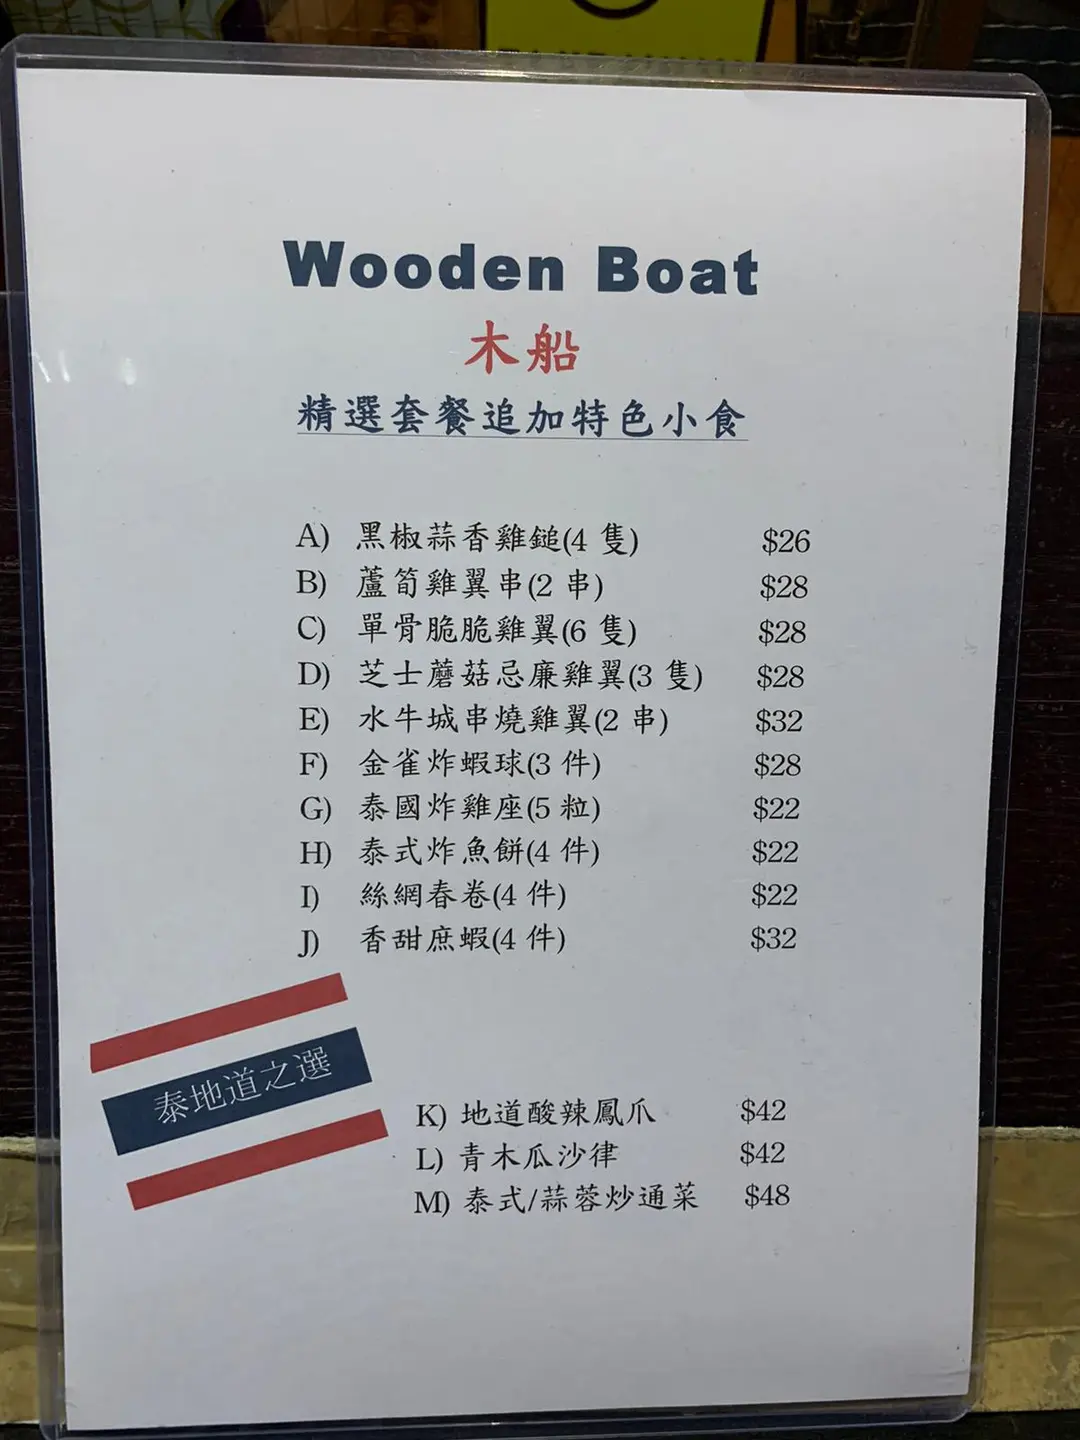 Wooden Boat
木船
精選套餐追加特色小食
A) 黑椒蒜香雞鎚(4 隻) $26
B) 蘆筍雞翼串(2 串) $28
C) 單骨脆脆雞翼(6 隻) $28
D) 芝士蘑菇忌廉雞翼(3 隻) $28
E) 水牛城串燒雞翼(2 串) $32
F) 金雀炸蝦球(3 件) $28
G) 泰國炸雞座(5 粒) $22
H) 泰式炸魚餅(4 件) $22
I) 絲網春卷(4 件) $22
J) 香甜庶蝦(4 件) $32
泰地道之選
K) 地道酸辣鳳爪 $42
L) 青木瓜沙律 $42
M) 泰式/蒜蓉炒通菜 $48